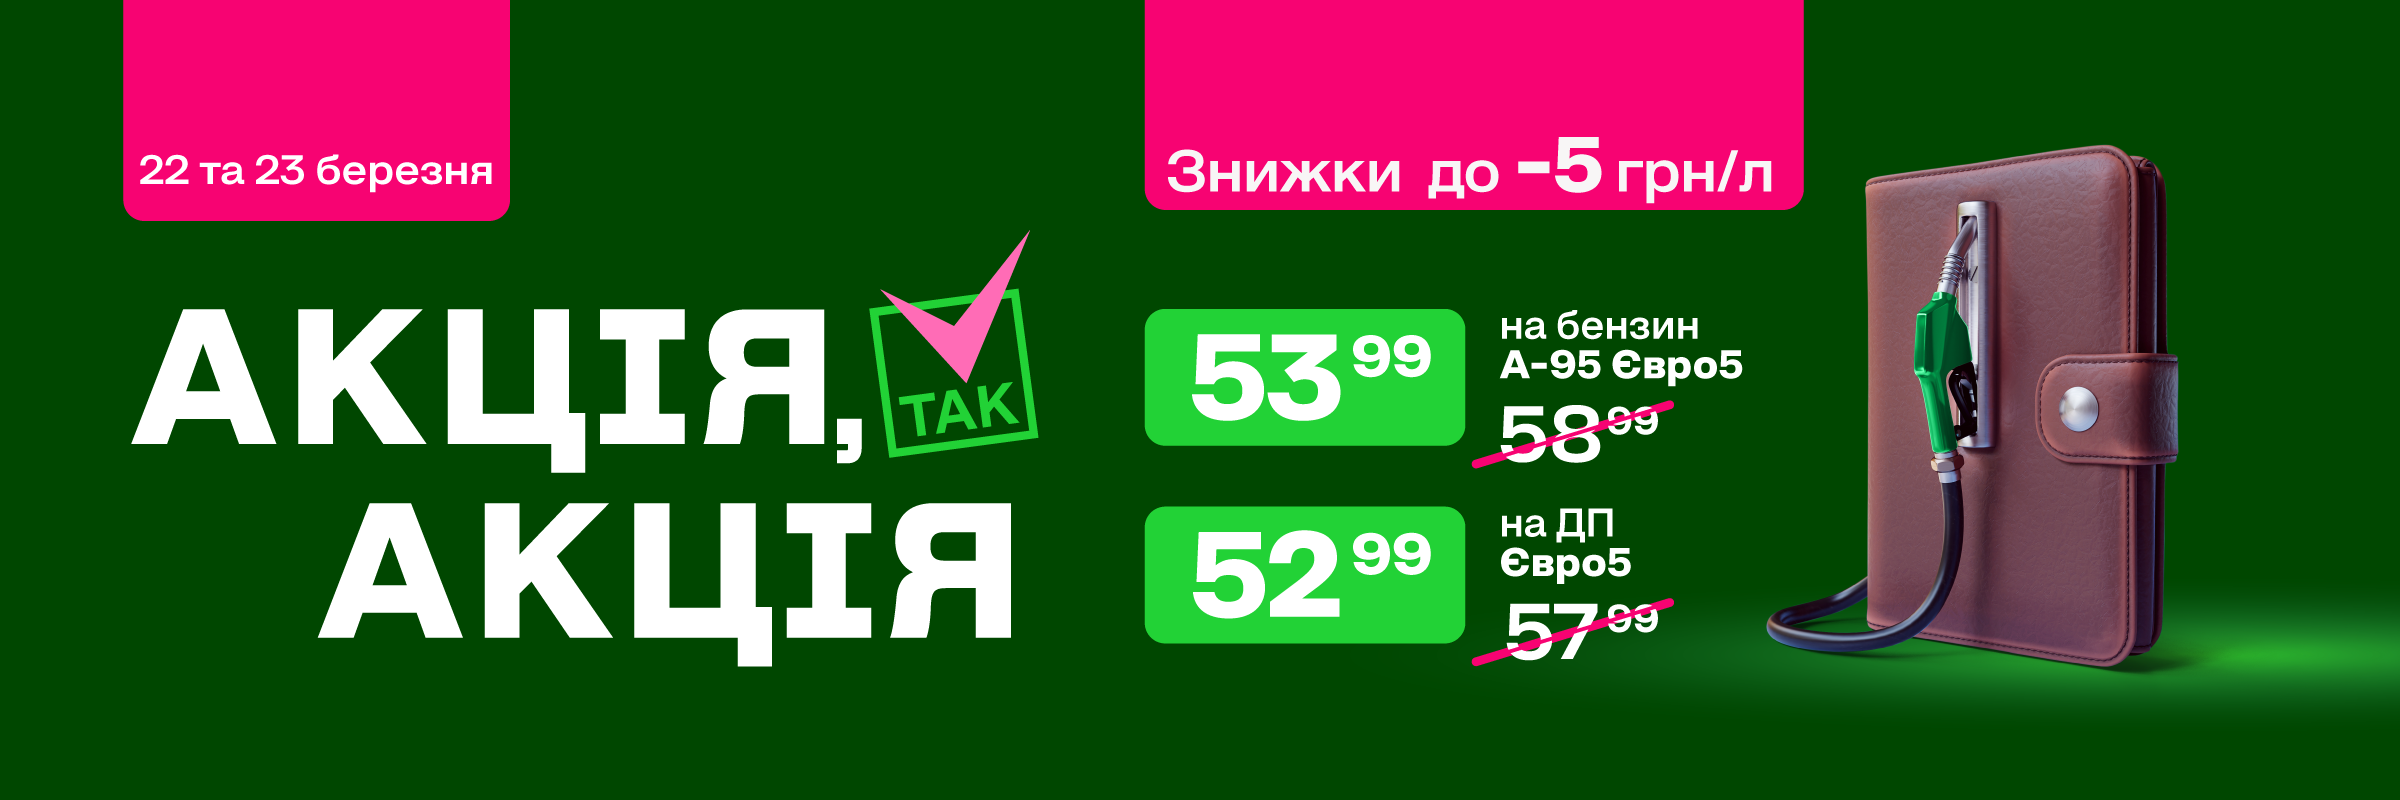 22 та 23 березня
АКЦІЯ,
ТАК
АКЦІЯ
Знижки до -5 грн/л
53 99
на бензин
А-95 Євро5
58 99
52 99
на ДП
Євро5
57 99